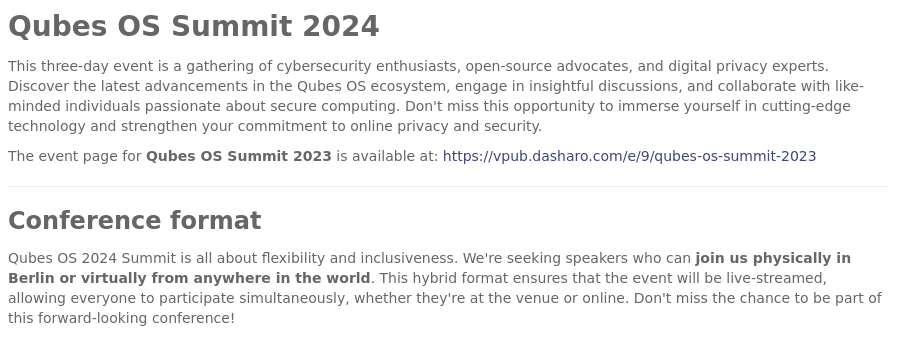 Qubes OS Summit 2024
This three-day event is a gathering of cybersecurity enthusiasts, open-source advocates, and digital privacy experts.
Discover the latest advancements in the Qubes OS ecosystem, engage in insightful discussions, and collaborate with like-
minded individuals passionate about secure computing. Don't miss this opportunity to immerse yourself in cutting-edge
technology and strengthen your commitment to online privacy and security.
The event page for Qubes OS Summit 2023 is available at: https://vpub.dasharo.com/e/9/qubes-os-summit-2023
Conference format
Qubes OS 2024 Summit is all about flexibility and inclusiveness. We're seeking speakers who can join us physically in
Berlin or virtually from anywhere in the world. This hybrid format ensures that the event will be live-streamed,
allowing everyone to participate simultaneously, whether they're at the venue or online. Don't miss the chance to be part of
this forward-looking conference!